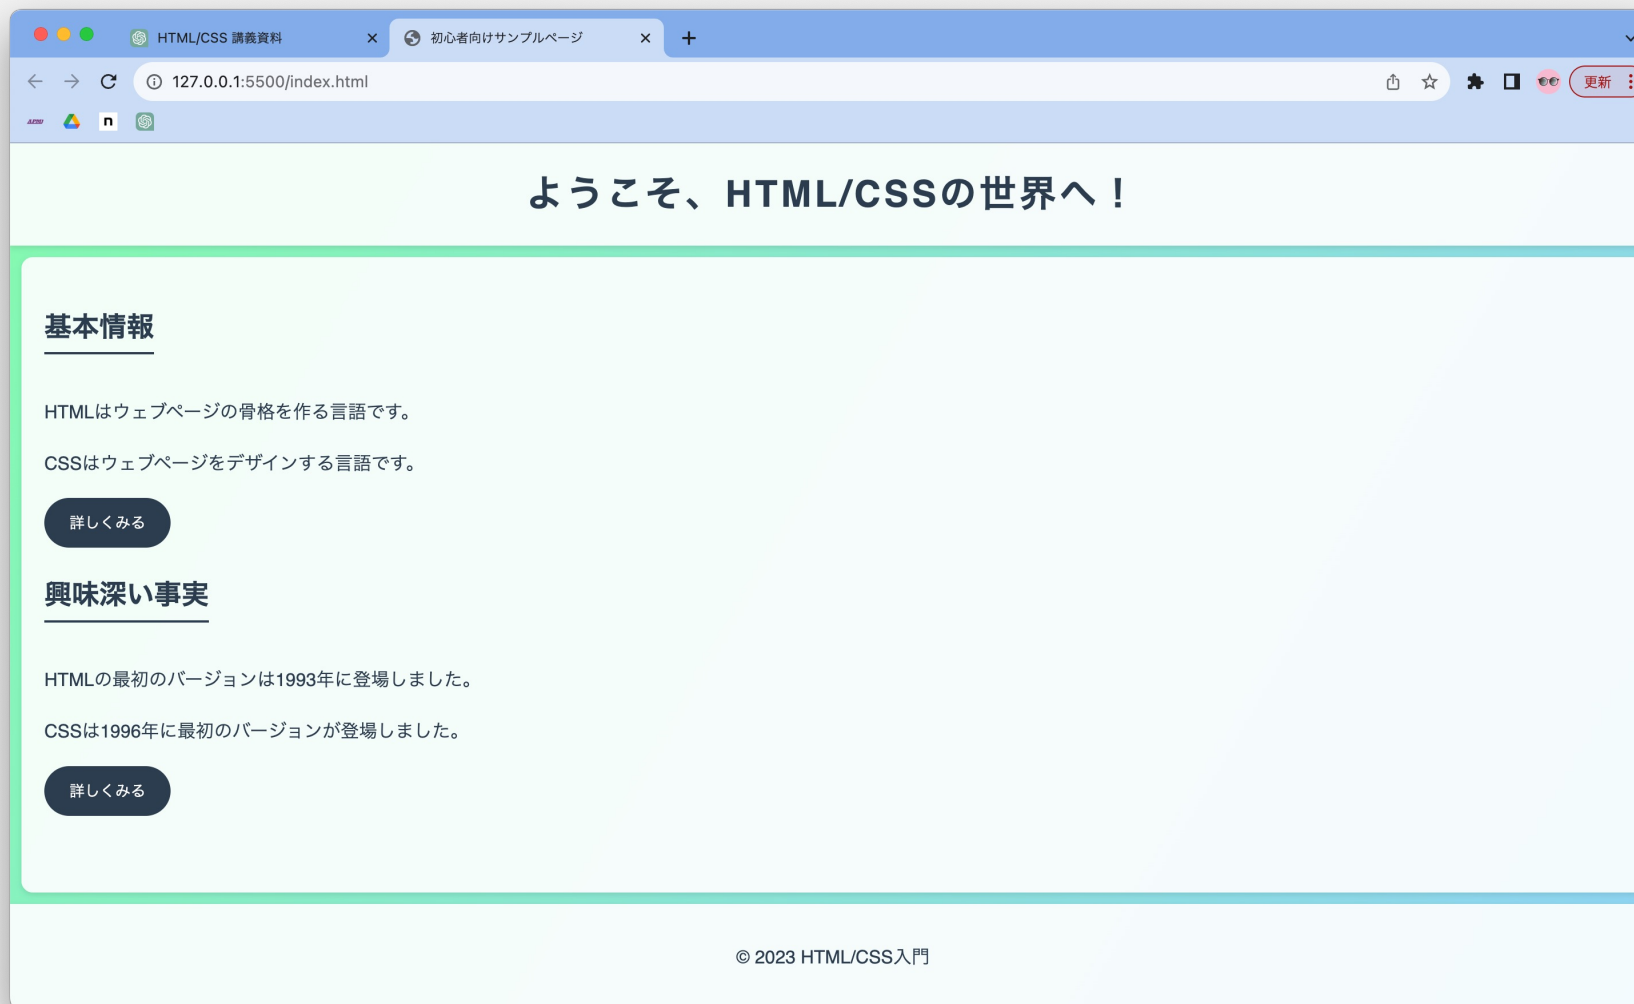 HTML/CSS 講義資料
初心者向けサンプルページ
127.0.0.1:5500/index.html
更新
n
ようこそ、HTML/CSSの世界へ！
基本情報
HTMLはウェブページの骨格を作る言語です。
CSSはウェブページをデザインする言語です。
詳しくみる
興味深い事実
HTMLの最初のバージョンは1993年に登場しました。
CSSは1996年に最初のバージョンが登場しました。
詳しくみる
© 2023 HTML/CSS入門